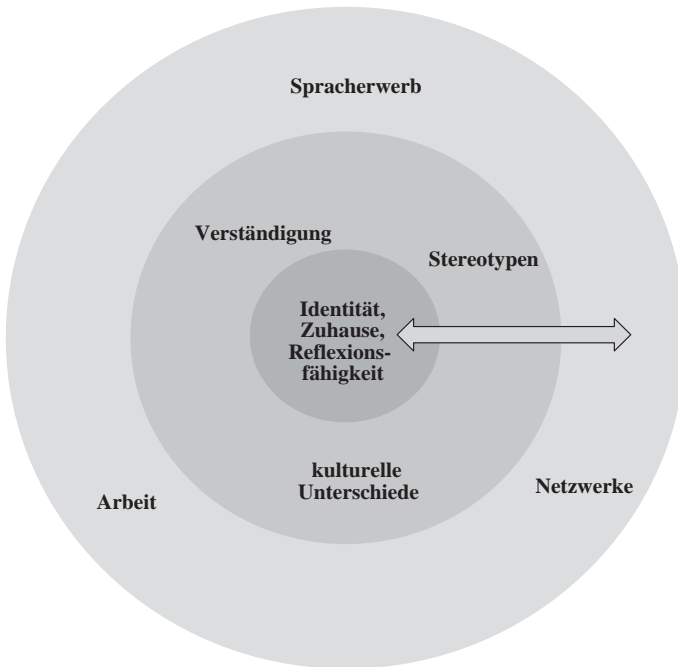 Spracherwerb
Verständigung
Stereotypen
Identität,
Zuhause,
Reflexions-
fähigkeit
kulturelle
Unterschiede
Arbeit
Netzwerke